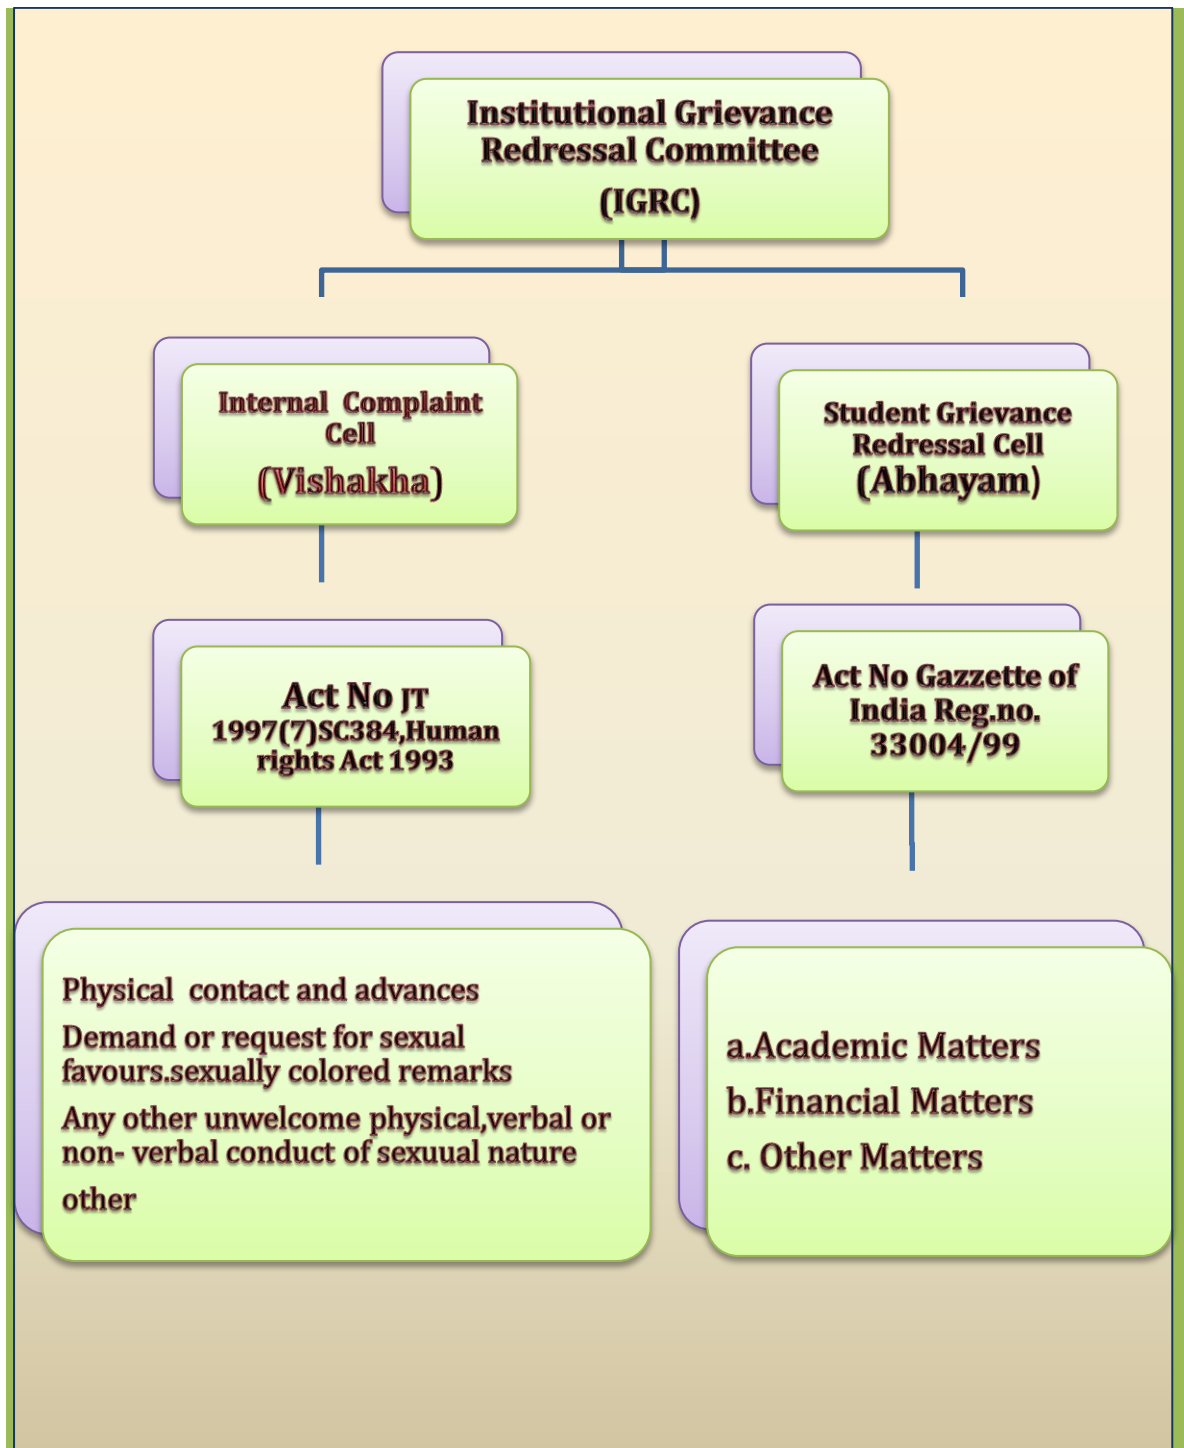 Institutional Grievance
Redressal Committee
(IGRC)
Internal  Complaint
Cell
(Vishakha)
Student Grievance
Redressal Cell
(Abhayam)
Act No JT
1997(7)SC384,Human
rights Act 1993
Act No Gazzette of
India Reg.no.
33004/99
Physical  contact and advances
Demand or request for sexual
favours.sexually colored remarks
Any other unwelcome physical,verbal or
non- verbal conduct of sexuual nature
other
a.Academic Matters
b.Financial Matters
c. Other Matters